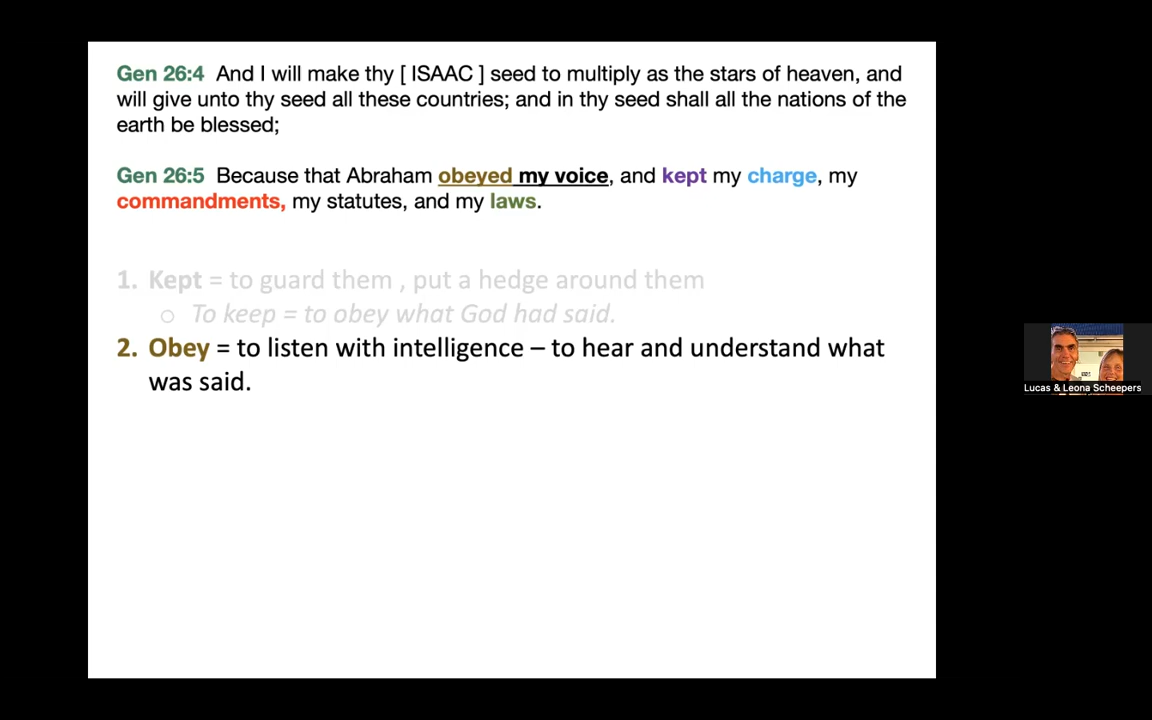 Gen 26:4 And I will make thy [ ISAAC ] seed to multiply as the stars of heaven, and
will give unto thy seed all these countries; and in thy seed shall all the nations of the
earth be blessed;
Gen 26:5 Because that Abraham obeyed my voice, and kept my charge, my
commandments, my statutes, and my laws.
1. Kept = to guard them , put a hedge around them
o To keep = to obey what God had said.
2. Obey = to listen with intelligence – to hear and understand what
was said.
Lucas & Leona Scheepers